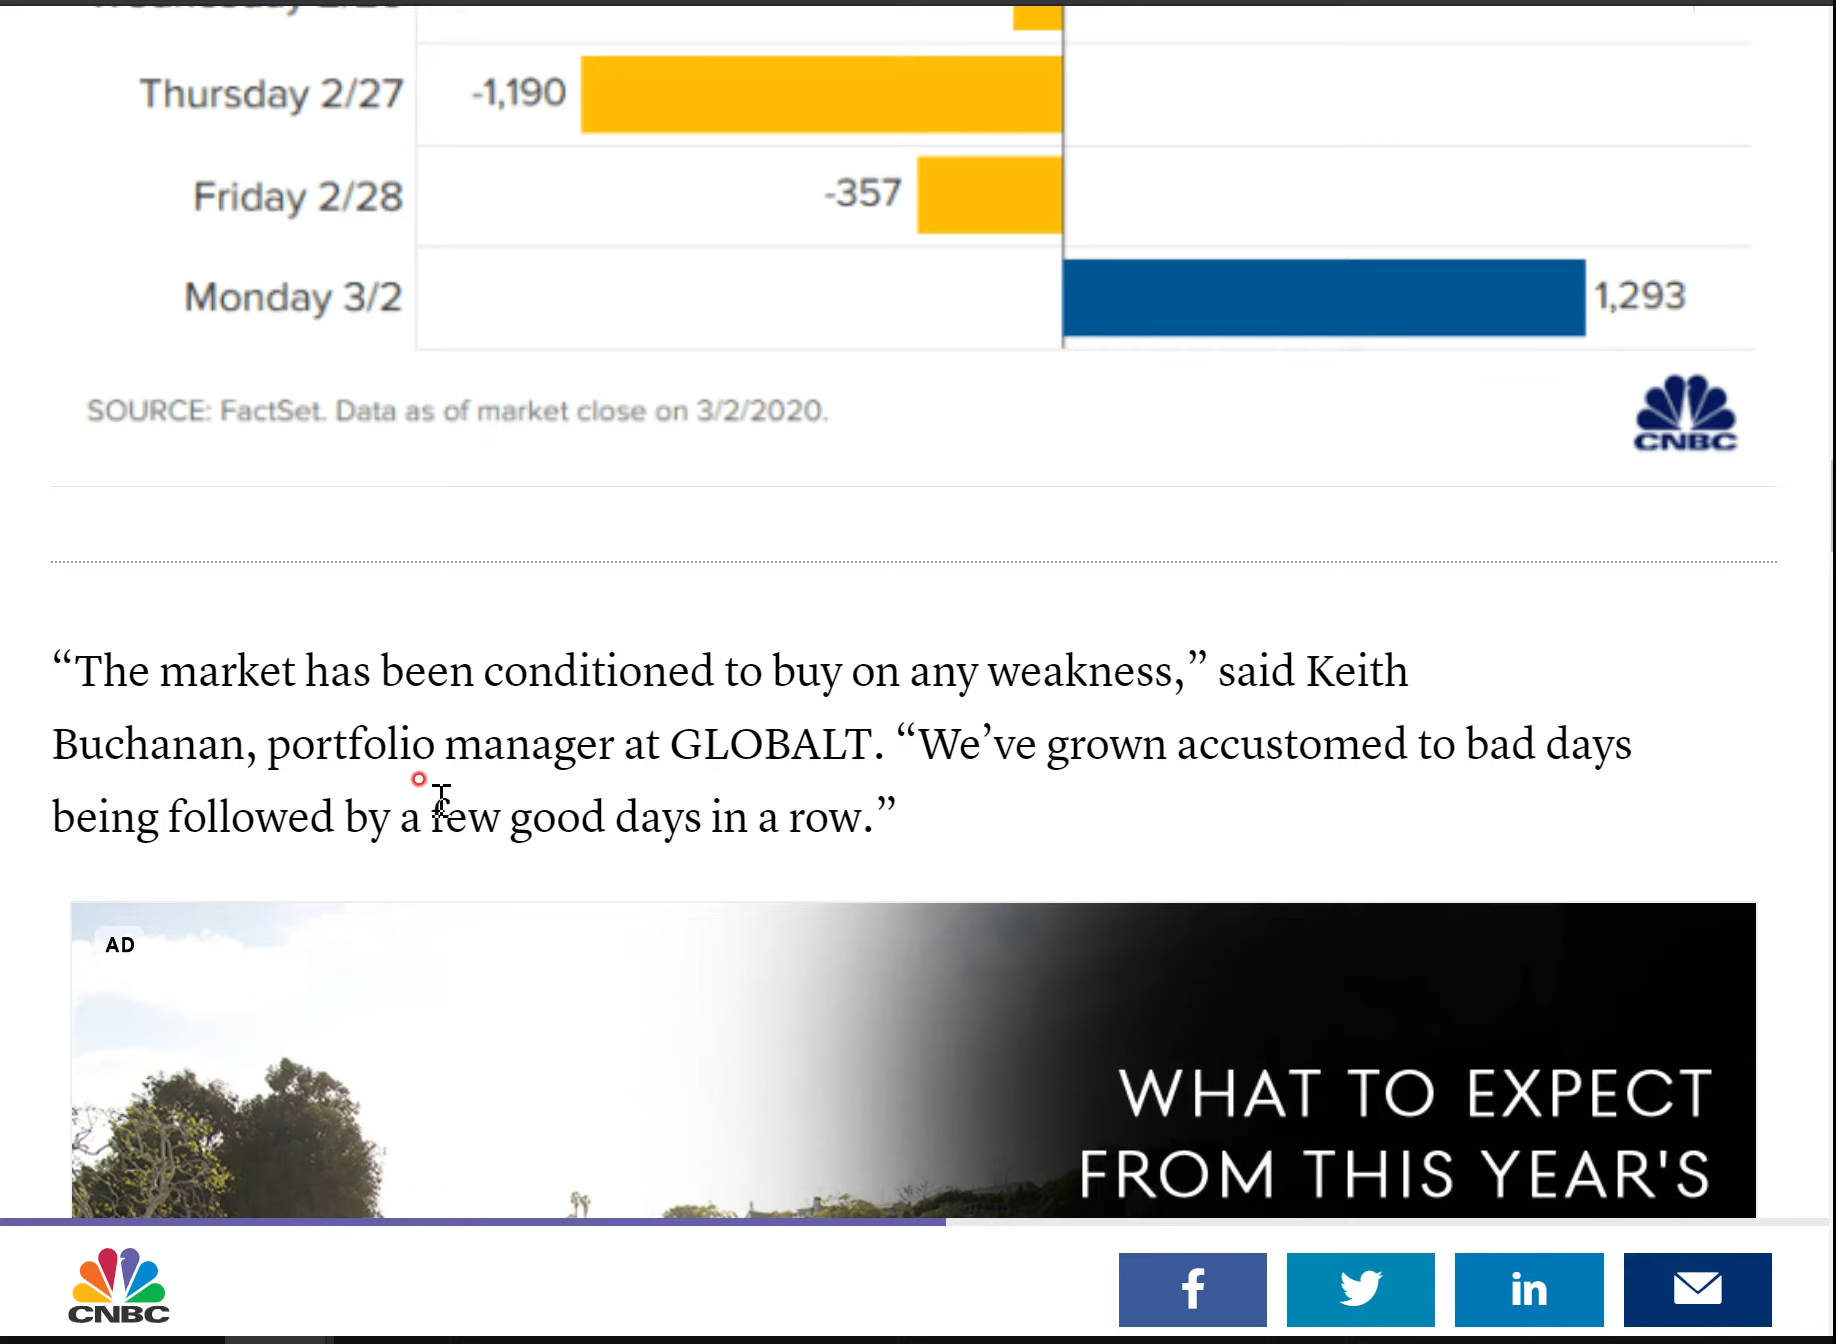 Thursday 2/27 -1,190
Friday 2/28 -357
Monday 3/2 1,293
SOURCE: FactSet. Data as of market close on 3/2/2020.
CNBC
“The market has been conditioned to buy on any weakness,” said Keith
Buchanan, portfolio manager at GLOBALT. “We’ve grown accustomed to bad days
being followed by a few good days in a row.”
AD
WHAT TO EXPECT
FROM THIS YEAR'S
CNBC
f
in